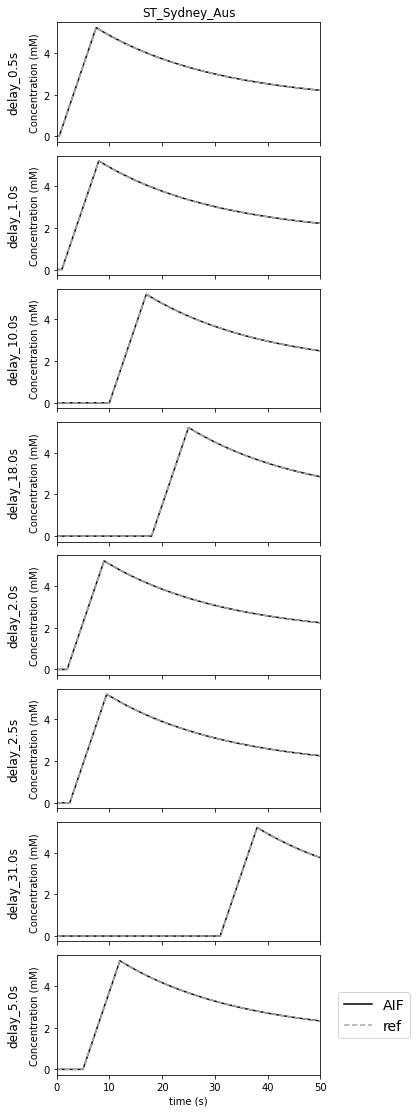 ST_Sydney_Aus
delay_0.5s
Concentration (mM)
4
2
0
delay_1.0s
Concentration (mM)
4
2
0
delay_10.0s
Concentration (mM)
4
2
0
delay_18.0s
Concentration (mM)
4
2
0
delay_2.0s
Concentration (mM)
4
2
0
delay_2.5s
Concentration (mM)
4
2
0
delay_31.0s
Concentration (mM)
4
2
0
delay_5.0s
Concentration (mM)
4
2
0
0 10 20 30 40 50
time (s)
AIF
ref